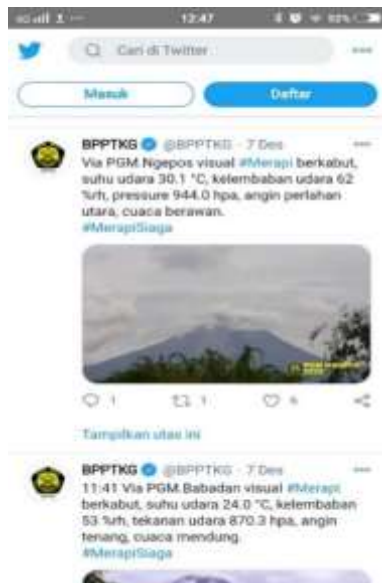 12:47
Cari di Twitter
Masuk
Daftar
BPPTKG @BPPTKG · 7 Des
Via PGM Ngepos visual #Merapi berkabut,
suhu udara 30.1 °C, kelembaban udara 62
%rh, pressure 944.0 hpa, angin perlahan
utara, cuaca berawan.
#MerapiSiaga
1
1
6
Tampilkan utas ini
BPPTKG @BPPTKG · 7 Des
11:41 Via PGM Babadan visual #Merapi
berkabut, suhu udara 24.0 °C, kelembaban
53 %rh, tekanan udara 870.3 hpa, angin
tenang, cuaca mendung.
#MerapiSiaga